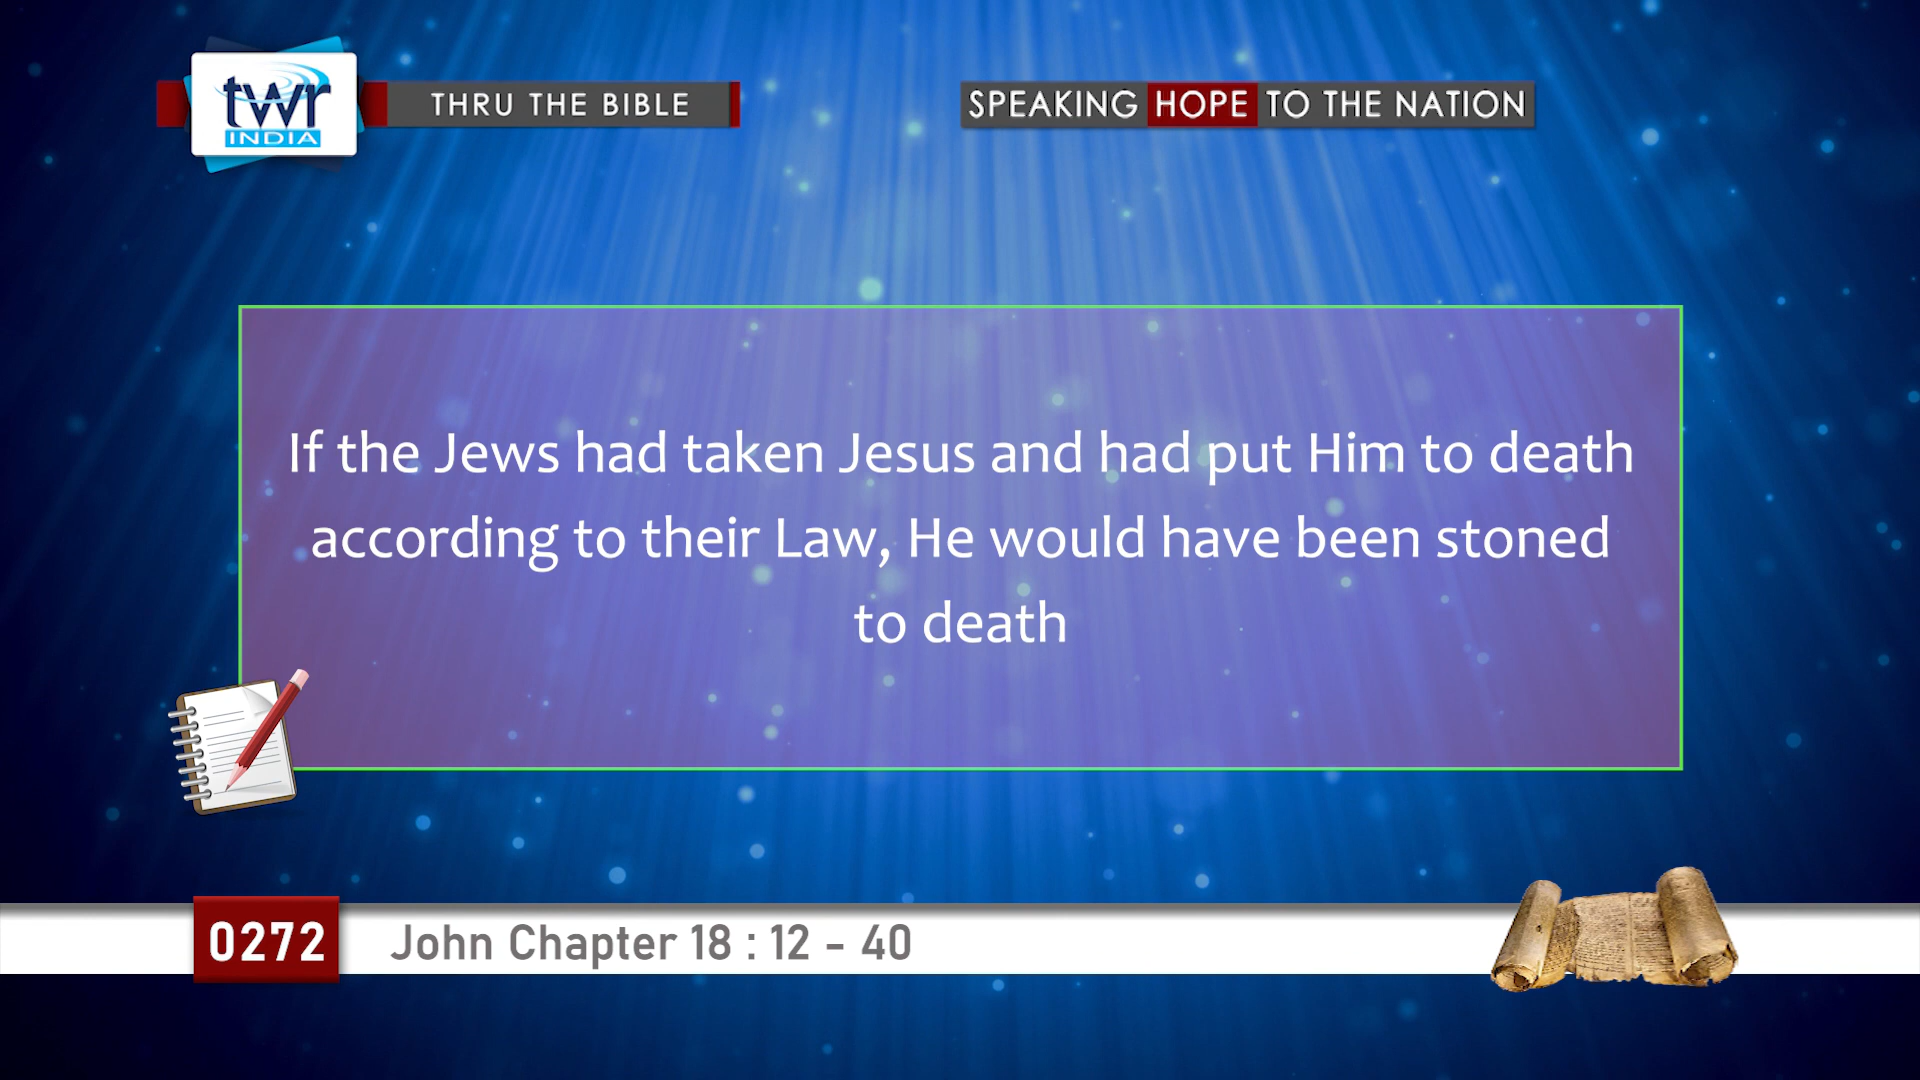 twr
INDIA
THRU THE BIBLE
SPEAKING HOPE TO THE NATION
If the Jews had taken Jesus and had put Him to death
according to their Law, He would have been stoned
to death
0272
John Chapter 18 : 12 - 40